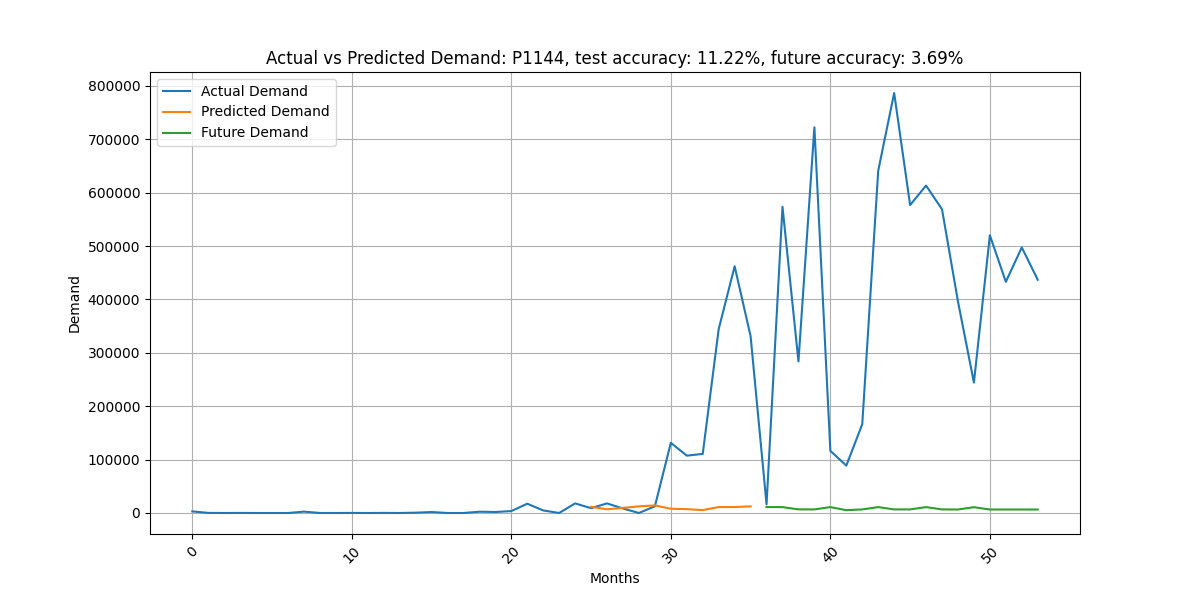 Actual vs Predicted Demand: P1144, test accuracy: 11.22%, future accuracy: 3.69%
Actual Demand
Predicted Demand
Future Demand
800000
700000
600000
500000
400000
300000
200000
100000
0
Demand
0
10
20
30
40
50
Months